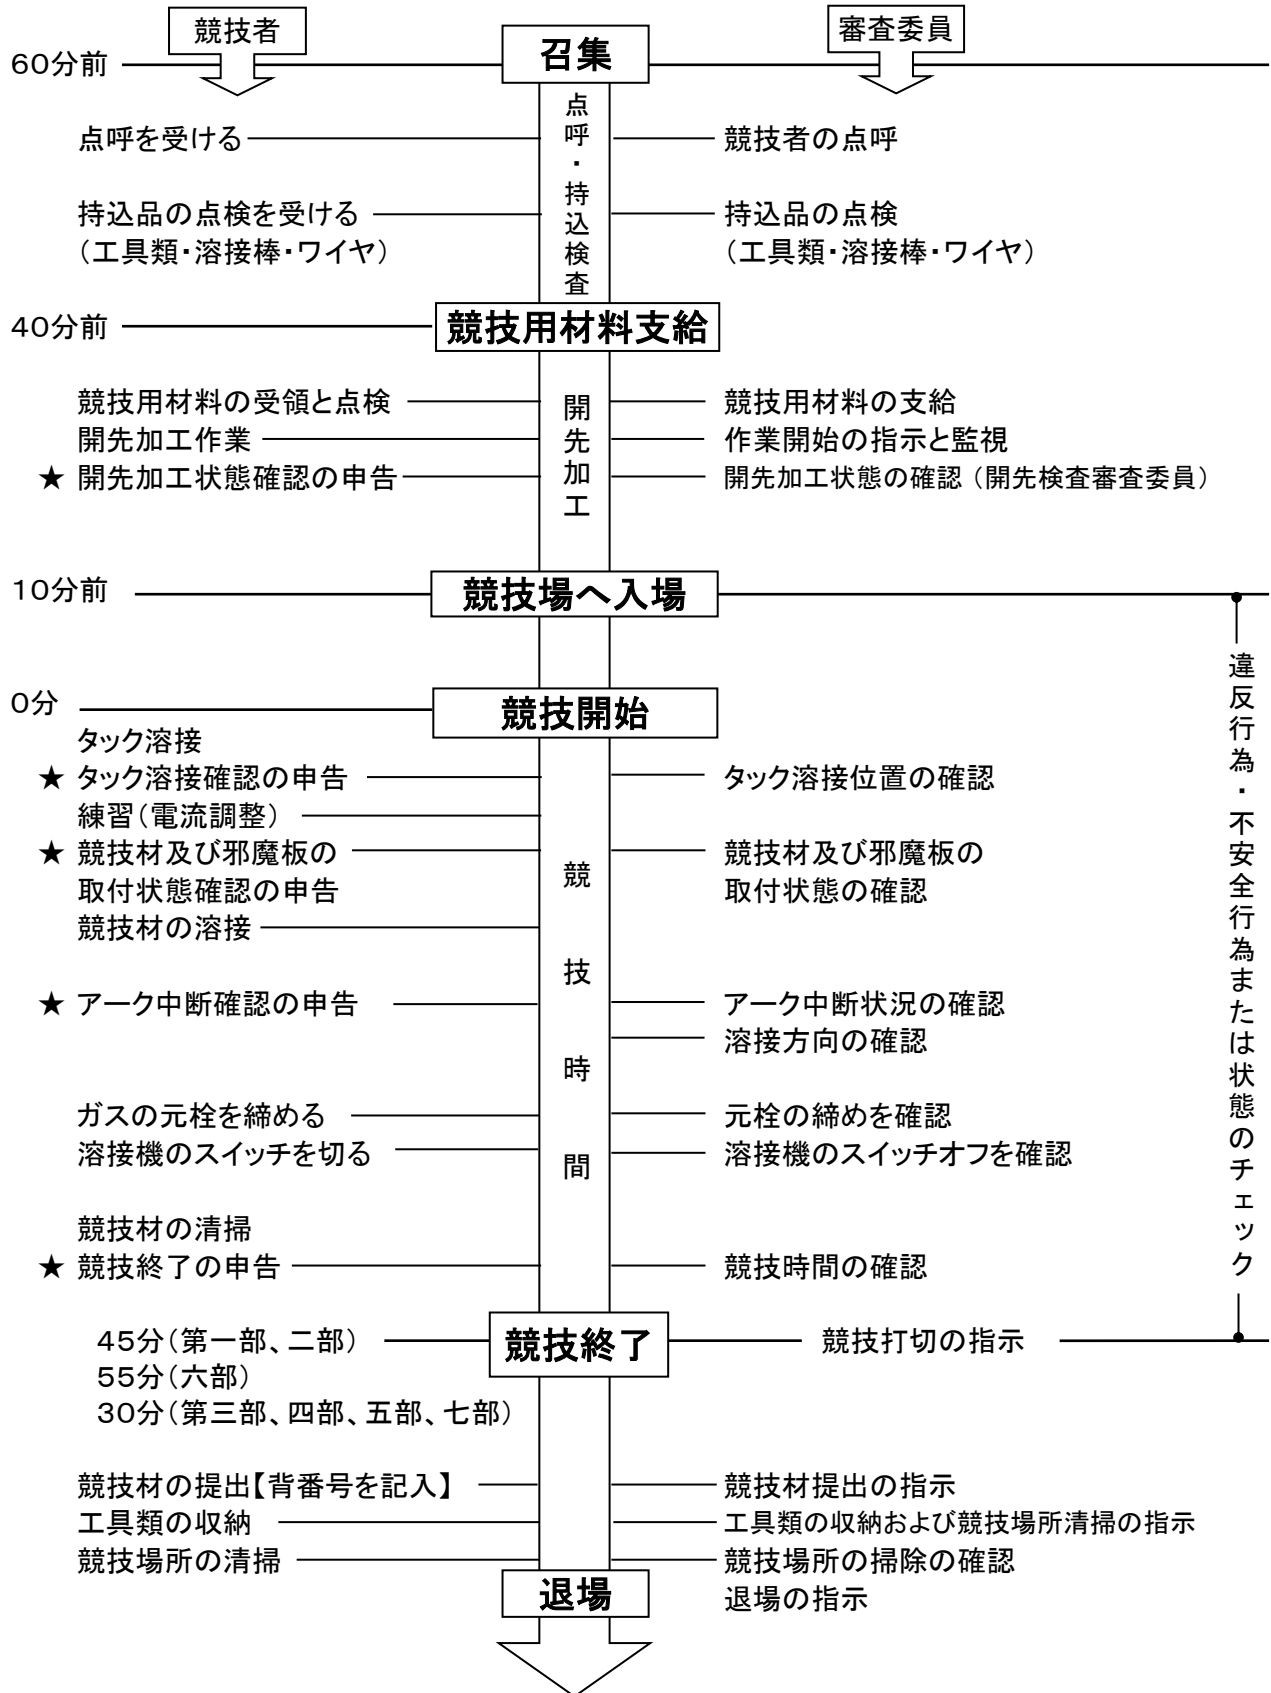 競技者
審査委員
60分前
召集
点呼・持込検査
点呼を受ける
競技者の点呼
持込品の点検を受ける
(工具類・溶接棒・ワイヤ)
持込品の点検
(工具類・溶接棒・ワイヤ)
40分前
競技用材料支給
開先加工
競技用材料の受領と点検
競技用材料の支給
開先加工作業
作業開始の指示と監視
★ 開先加工状態確認の申告
開先加工状態の確認(開先検査審査委員)
10分前
競技場へ入場
違反行為・不安全行為または状態のチェック
0分
競技開始
競技時間
タック溶接
★ タック溶接確認の申告
タック溶接位置の確認
練習(電流調整)
★ 競技材及び邪魔板の
取付状態確認の申告
競技材及び邪魔板の
取付状態の確認
競技材の溶接
★ アーク中断確認の申告
アーク中断状況の確認
溶接方向の確認
ガスの元栓を締める
元栓の締めを確認
溶接機のスイッチを切る
溶接機のスイッチオフを確認
競技材の清掃
★ 競技終了の申告
競技時間の確認
45分(第一部、二部)
55分(六部)
30分(第三部、四部、五部、七部)
競技終了
競技打切の指示
競技材の提出【背番号を記入】
競技材提出の指示
工具類の収納
工具類の収納および競技場所清掃の指示
競技場所の清掃
競技場所の掃除の確認
退場
退場の指示